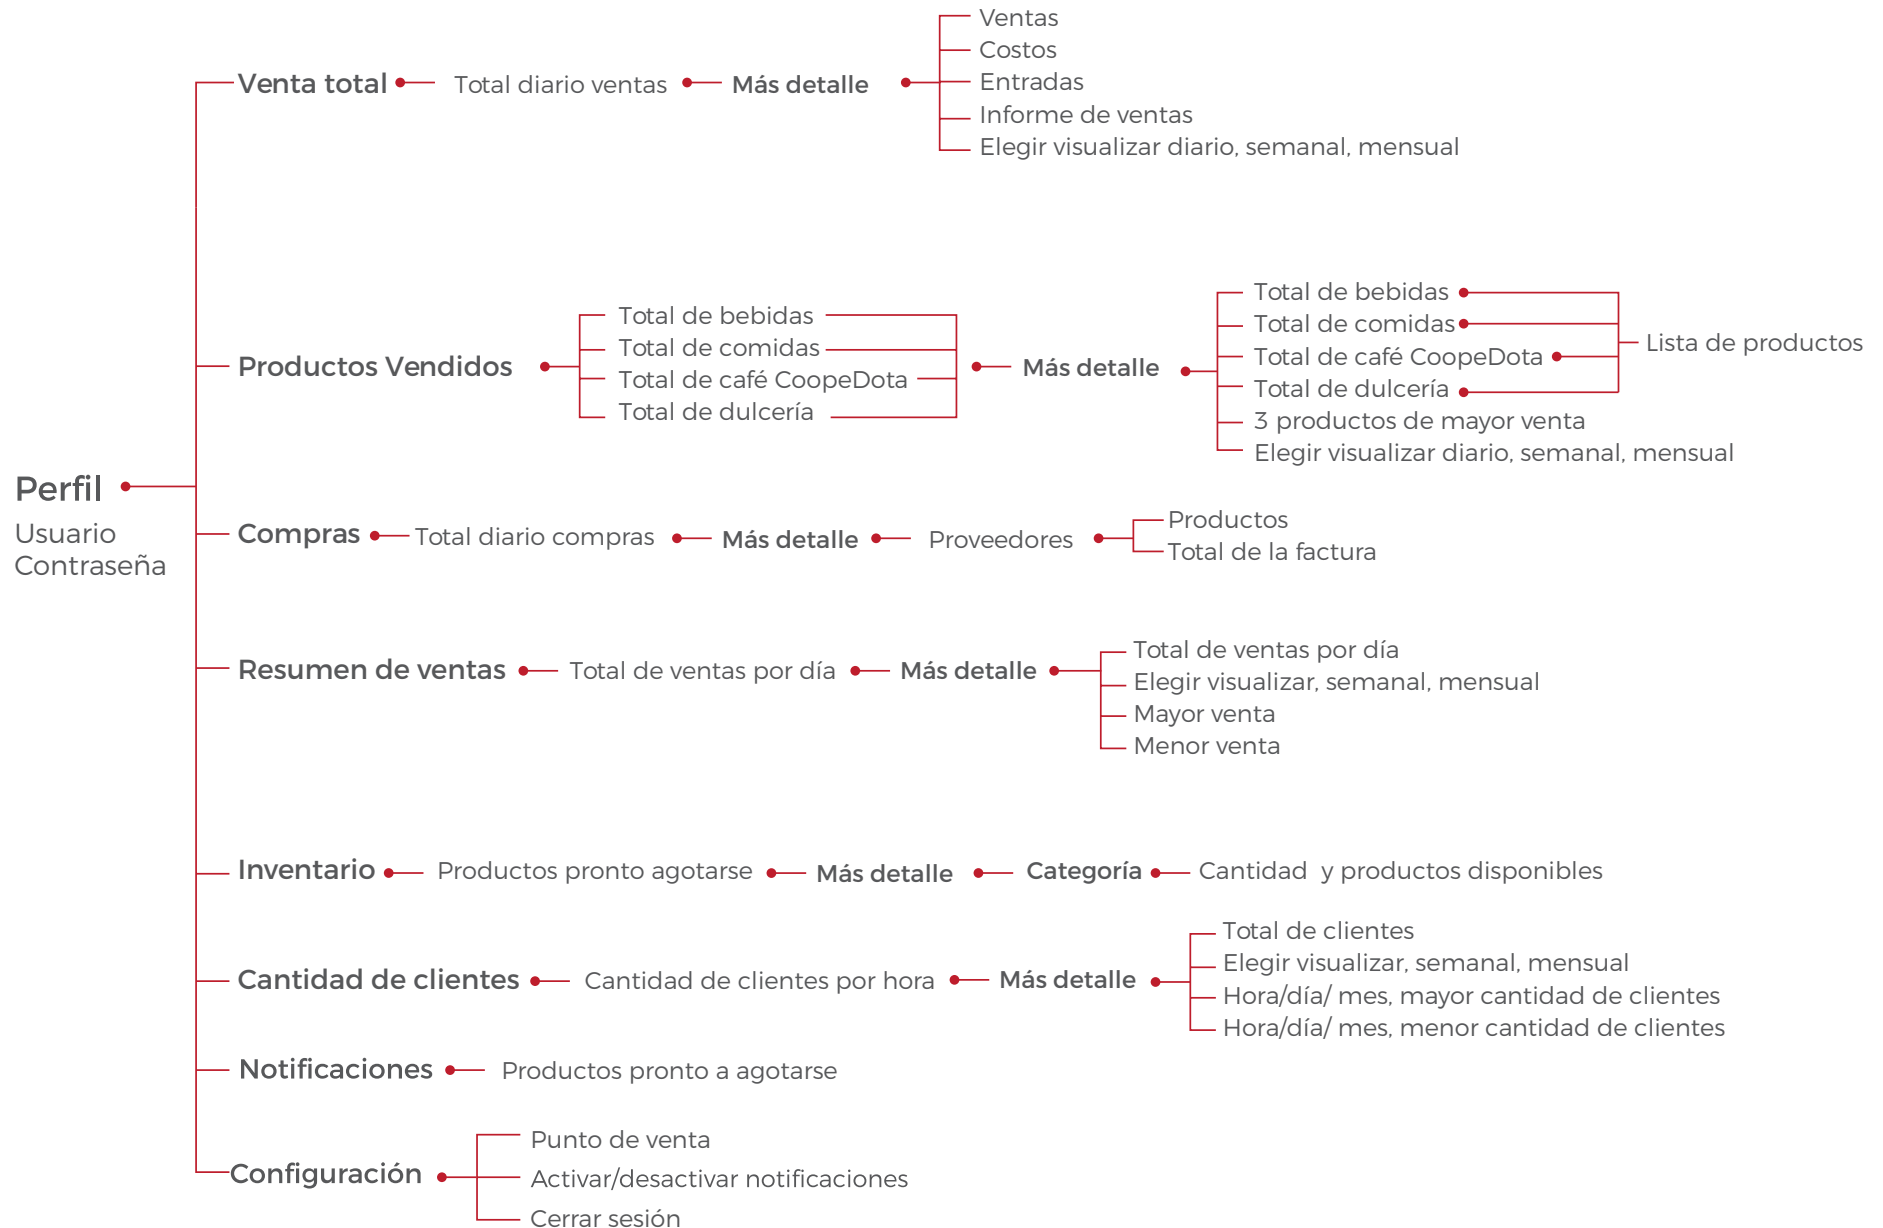 Perfil
Usuario
Contraseña
Venta total
Total diario ventas
Más detalle
Ventas
Costos
Entradas
Informe de ventas
Elegir visualizar diario, semanal, mensual
Productos Vendidos
Total de bebidas
Total de comidas
Total de café CoopeDota
Total de dulcería
Más detalle
Total de bebidas
Total de comidas
Total de café CoopeDota
Total de dulcería
3 productos de mayor venta
Elegir visualizar diario, semanal, mensual
Lista de productos
Compras
Total diario compras
Más detalle
Proveedores
Productos
Total de la factura
Resumen de ventas
Total de ventas por día
Más detalle
Total de ventas por día
Elegir visualizar, semanal, mensual
Mayor venta
Menor venta
Inventario
Productos pronto agotarse
Más detalle
Categoría
Cantidad  y productos disponibles
Cantidad de clientes
Cantidad de clientes por hora
Más detalle
Total de clientes
Elegir visualizar, semanal, mensual
Hora/día/ mes, mayor cantidad de clientes
Hora/día/ mes, menor cantidad de clientes
Notificaciones
Productos pronto a agotarse
Configuración
Punto de venta
Activar/desactivar notificaciones
Cerrar sesión